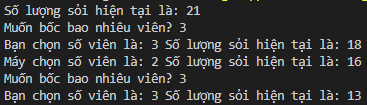 Số lượng sỏi hiện tại là: 21
Muốn bốc bao nhiêu viên? 3
Bạn chọn số viên là: 3 Số lượng sỏi hiện tại là: 18
Máy chọn số viên là: 2 Số lượng sỏi hiện tại là: 16
Muốn bốc bao nhiêu viên? 3
Bạn chọn số viên là: 3 Số lượng sỏi hiện tại là: 13